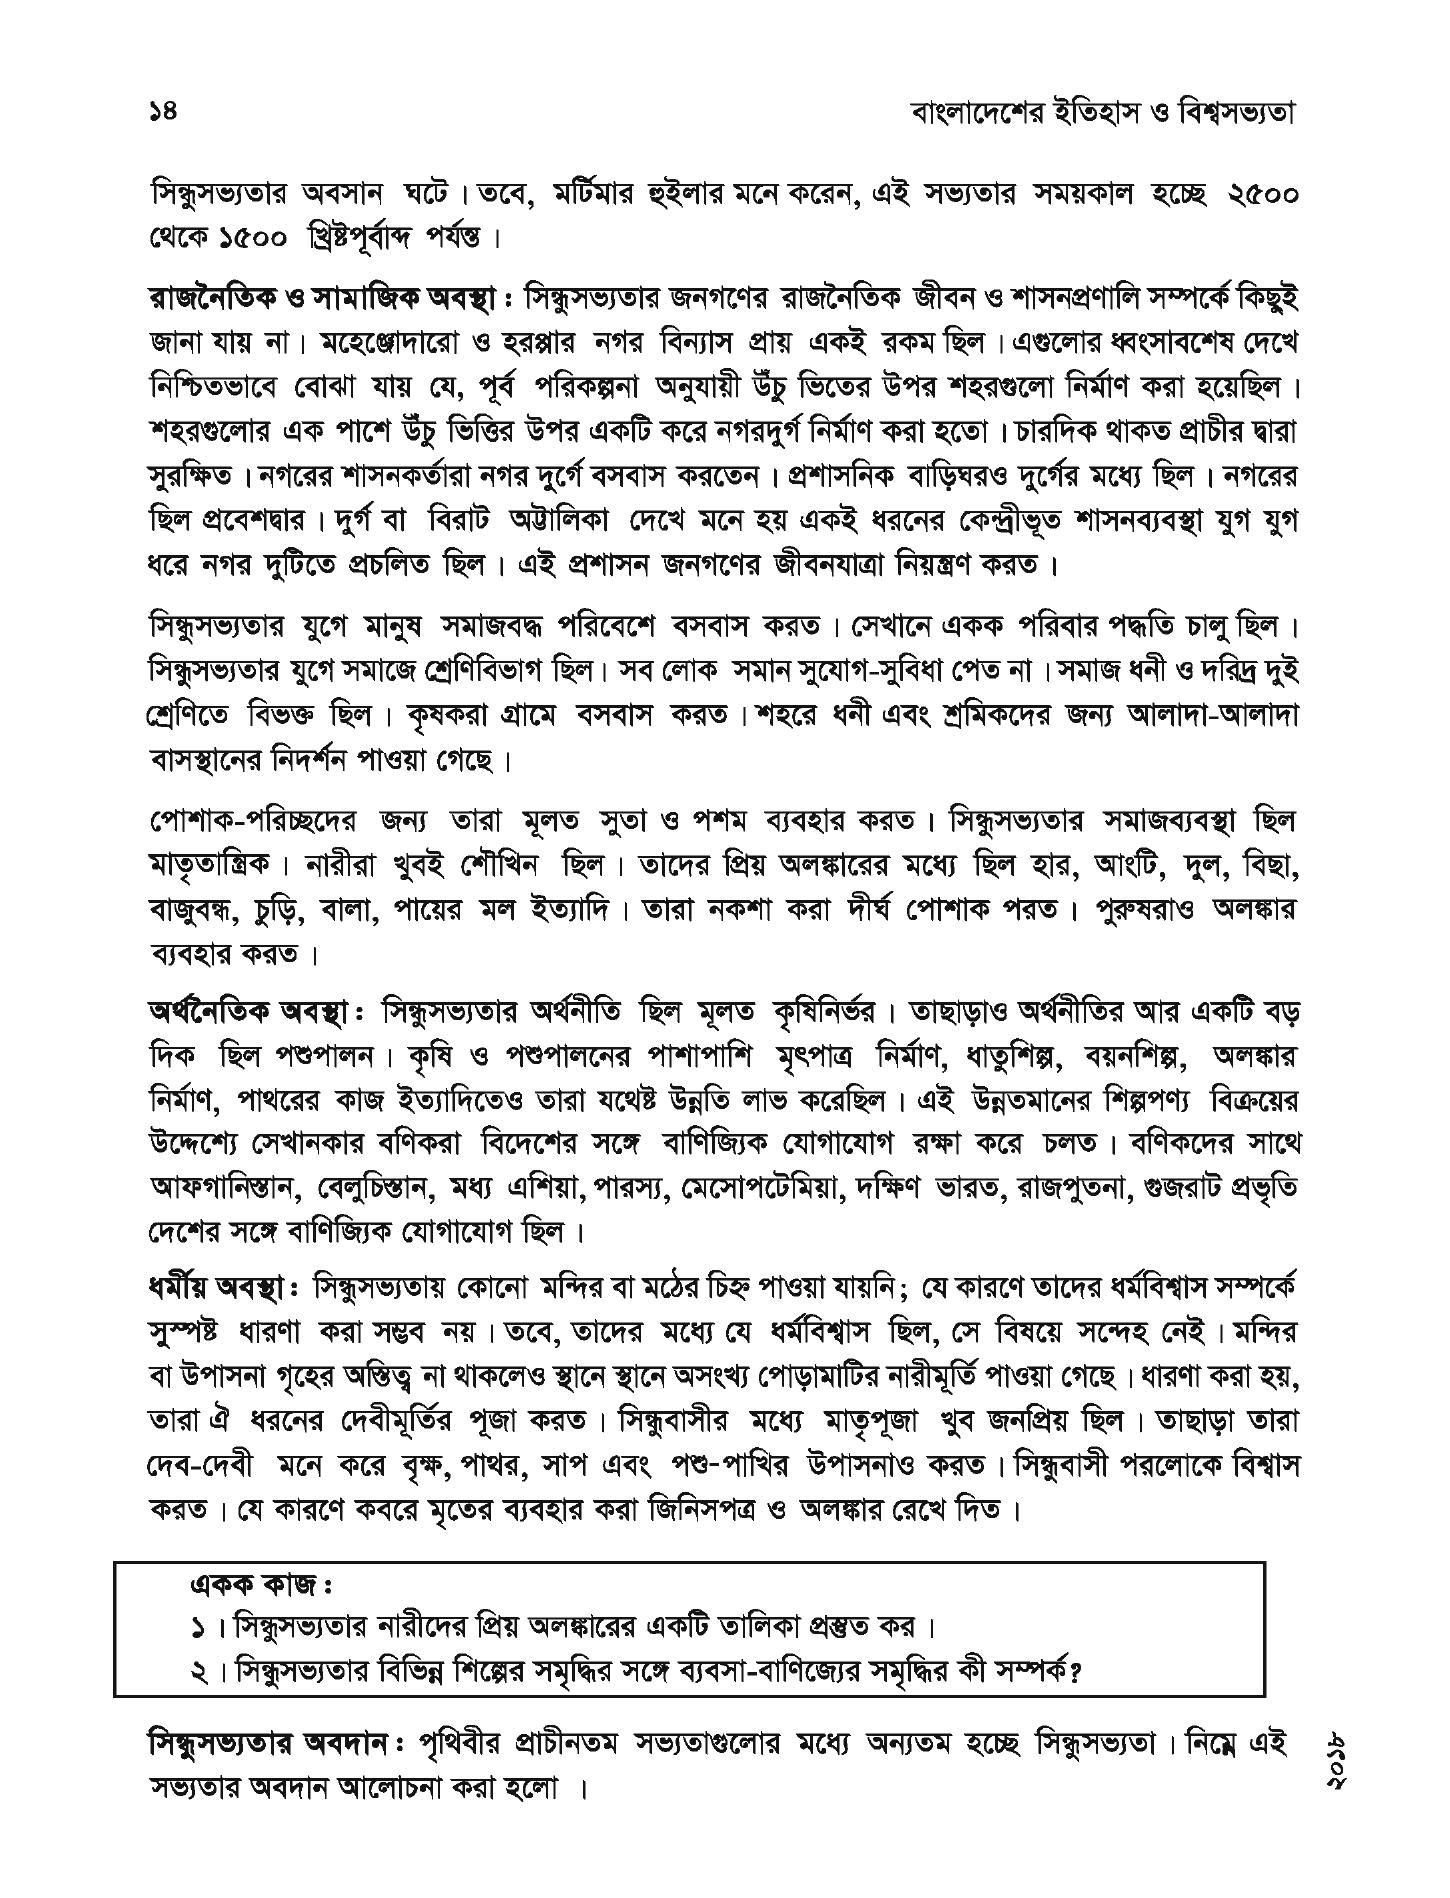 ১৪ বাংলাদেশের ইতিহাস ও বিশ্বসভ্যতা
সিন্ধুসভ্যতার অবসান ঘটে। তবে, মর্টিমার হুইলার মনে করেন, এই সভ্যতার সময়কাল হচ্ছে ২৫০০
থেকে ১৫০০ খ্রিষ্টপূর্বাব্দ পর্যন্ত।
রাজনৈতিক ও সামাজিক অবস্থা : সিন্ধুসভ্যতার জনগণের রাজনৈতিক জীবন ও শাসনপ্রণালি সম্পর্কে কিছুই
জানা যায় না। মহেঞ্জোদারো ও হরপ্পার নগর বিন্যাস প্রায় একই রকম ছিল। এগুলোর ধ্বংসাবশেষ দেখে
নিশ্চিতভাবে বোঝা যায় যে, পূর্ব পরিকল্পনা অনুযায়ী উঁচু ভিতের উপর শহরগুলো নির্মাণ করা হয়েছিল।
শহরগুলোর এক পাশে উঁচু ভিত্তির উপর একটি করে নগরদুর্গ নির্মাণ করা হতো। চারদিক থাকত প্রাচীর দ্বারা
সুরক্ষিত। নগরের শাসনকর্তারা নগর দুর্গে বসবাস করতেন। প্রশাসনিক বাড়িঘরও দুর্গের মধ্যে ছিল। নগরের
ছিল প্রবেশদ্বার। দুর্গ বা বিরাট অট্টালিকা দেখে মনে হয় একই ধরনের কেন্দ্রীভূত শাসনব্যবস্থা যুগ যুগ
ধরে নগর দুটিতে প্রচলিত ছিল। এই প্রশাসন জনগণের জীবনযাত্রা নিয়ন্ত্রণ করত।
সিন্ধুসভ্যতার যুগে মানুষ সমাজবদ্ধ পরিবেশে বসবাস করত। সেখানে একক পরিবার পদ্ধতি চালু ছিল।
সিন্ধুসভ্যতার যুগে সমাজে শ্রেণিবিভাগ ছিল। সব লোক সমান সুযোগ-সুবিধা পেত না। সমাজ ধনী ও দরিদ্র দুই
শ্রেণিতে বিভক্ত ছিল। কৃষকরা গ্রামে বসবাস করত। শহরে ধনী এবং শ্রমিকদের জন্য আলাদা-আলাদা
বাসস্থানের নিদর্শন পাওয়া গেছে।
পোশাক-পরিচ্ছদের জন্য তারা মূলত সুতা ও পশম ব্যবহার করত। সিন্ধুসভ্যতার সমাজব্যবস্থা ছিল
মাতৃতান্ত্রিক। নারীরা খুবই শৌখিন ছিল। তাদের প্রিয় অলঙ্কারের মধ্যে ছিল হার, আংটি, দুল, বিছা,
বাজুবন্ধ, চুড়ি, বালা, পায়ের মল ইত্যাদি। তারা নকশা করা দীর্ঘ পোশাক পরত। পুরুষরাও অলঙ্কার
ব্যবহার করত।
অর্থনৈতিক অবস্থা : সিন্ধুসভ্যতার অর্থনীতি ছিল মূলত কৃষিনির্ভর। তাছাড়াও অর্থনীতির আর একটি বড়
দিক ছিল পশুপালন। কৃষি ও পশুপালনের পাশাপাশি মৃৎপাত্র নির্মাণ, ধাতুশিল্প, বয়নশিল্প, অলঙ্কার
নির্মাণ, পাথরের কাজ ইত্যাদিতেও তারা যথেষ্ট উন্নতি লাভ করেছিল। এই উন্নতমানের শিল্পপণ্য বিক্রয়ের
উদ্দেশ্যে সেখানকার বণিকরা বিদেশের সঙ্গে বাণিজ্যিক যোগাযোগ রক্ষা করে চলত। বণিকদের সাথে
আফগানিস্তান, বেলুচিস্তান, মধ্য এশিয়া, পারস্য, মেসোপটেমিয়া, দক্ষিণ ভারত, রাজপুতনা, গুজরাট প্রভৃতি
দেশের সঙ্গে বাণিজ্যিক যোগাযোগ ছিল।
ধর্মীয় অবস্থা : সিন্ধুসভ্যতায় কোনো মন্দির বা মঠের চিহ্ন পাওয়া যায়নি; যে কারণে তাদের ধর্মবিশ্বাস সম্পর্কে
সুস্পষ্ট ধারণা করা সম্ভব নয়। তবে, তাদের মধ্যে যে ধর্মবিশ্বাস ছিল, সে বিষয়ে সন্দেহ নেই। মন্দির
বা উপাসনা গৃহের অস্তিত্ব না থাকলেও স্থানে স্থানে অসংখ্য পোড়ামাটির নারীমূর্তি পাওয়া গেছে। ধারণা করা হয়,
তারা ঐ ধরনের দেবীমূর্তির পূজা করত। সিন্ধুবাসীর মধ্যে মাতৃপূজা খুব জনপ্রিয় ছিল। তাছাড়া তারা
দেব-দেবী মনে করে বৃক্ষ, পাথর, সাপ এবং পশু-পাখির উপাসনাও করত। সিন্ধুবাসী পরলোকে বিশ্বাস
করত। যে কারণে কবরে মৃতের ব্যবহার করা জিনিসপত্র ও অলঙ্কার রেখে দিত।
একক কাজ :
১। সিন্ধুসভ্যতার নারীদের প্রিয় অলঙ্কারের একটি তালিকা প্রস্তুত কর।
২। সিন্ধুসভ্যতার বিভিন্ন শিল্পের সমৃদ্ধির সঙ্গে ব্যবসা-বাণিজ্যের সমৃদ্ধির কী সম্পর্ক?
সিন্ধুসভ্যতার অবদান : পৃথিবীর প্রাচীনতম সভ্যতাগুলোর মধ্যে অন্যতম হচ্ছে সিন্ধুসভ্যতা। নিম্নে এই
সভ্যতার অবদান আলোচনা করা হলো।
২০১৮